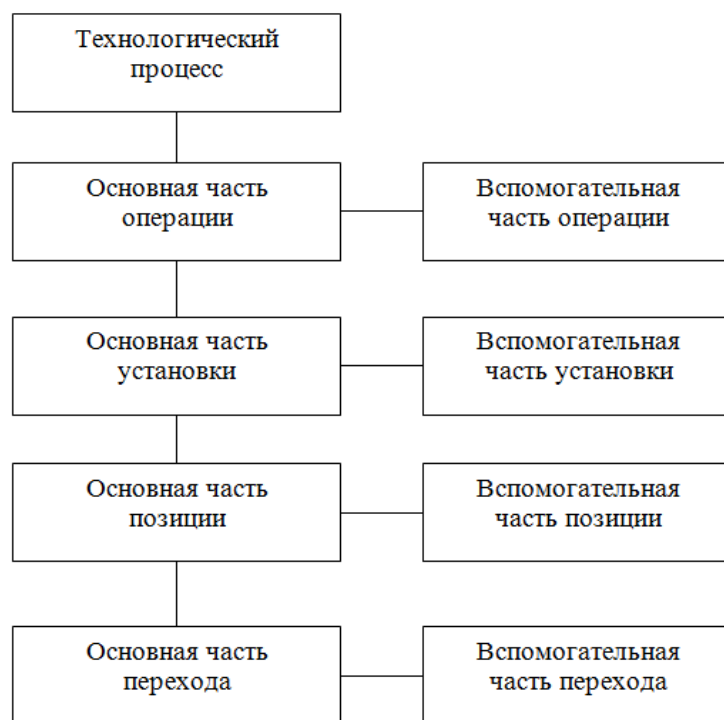 Технологический
процесс
Основная часть
операции
Вспомогательная
часть операции
Основная часть
установки
Вспомогательная
часть установки
Основная часть
позиции
Вспомогательная
часть позиции
Основная часть
перехода
Вспомогательная
часть перехода